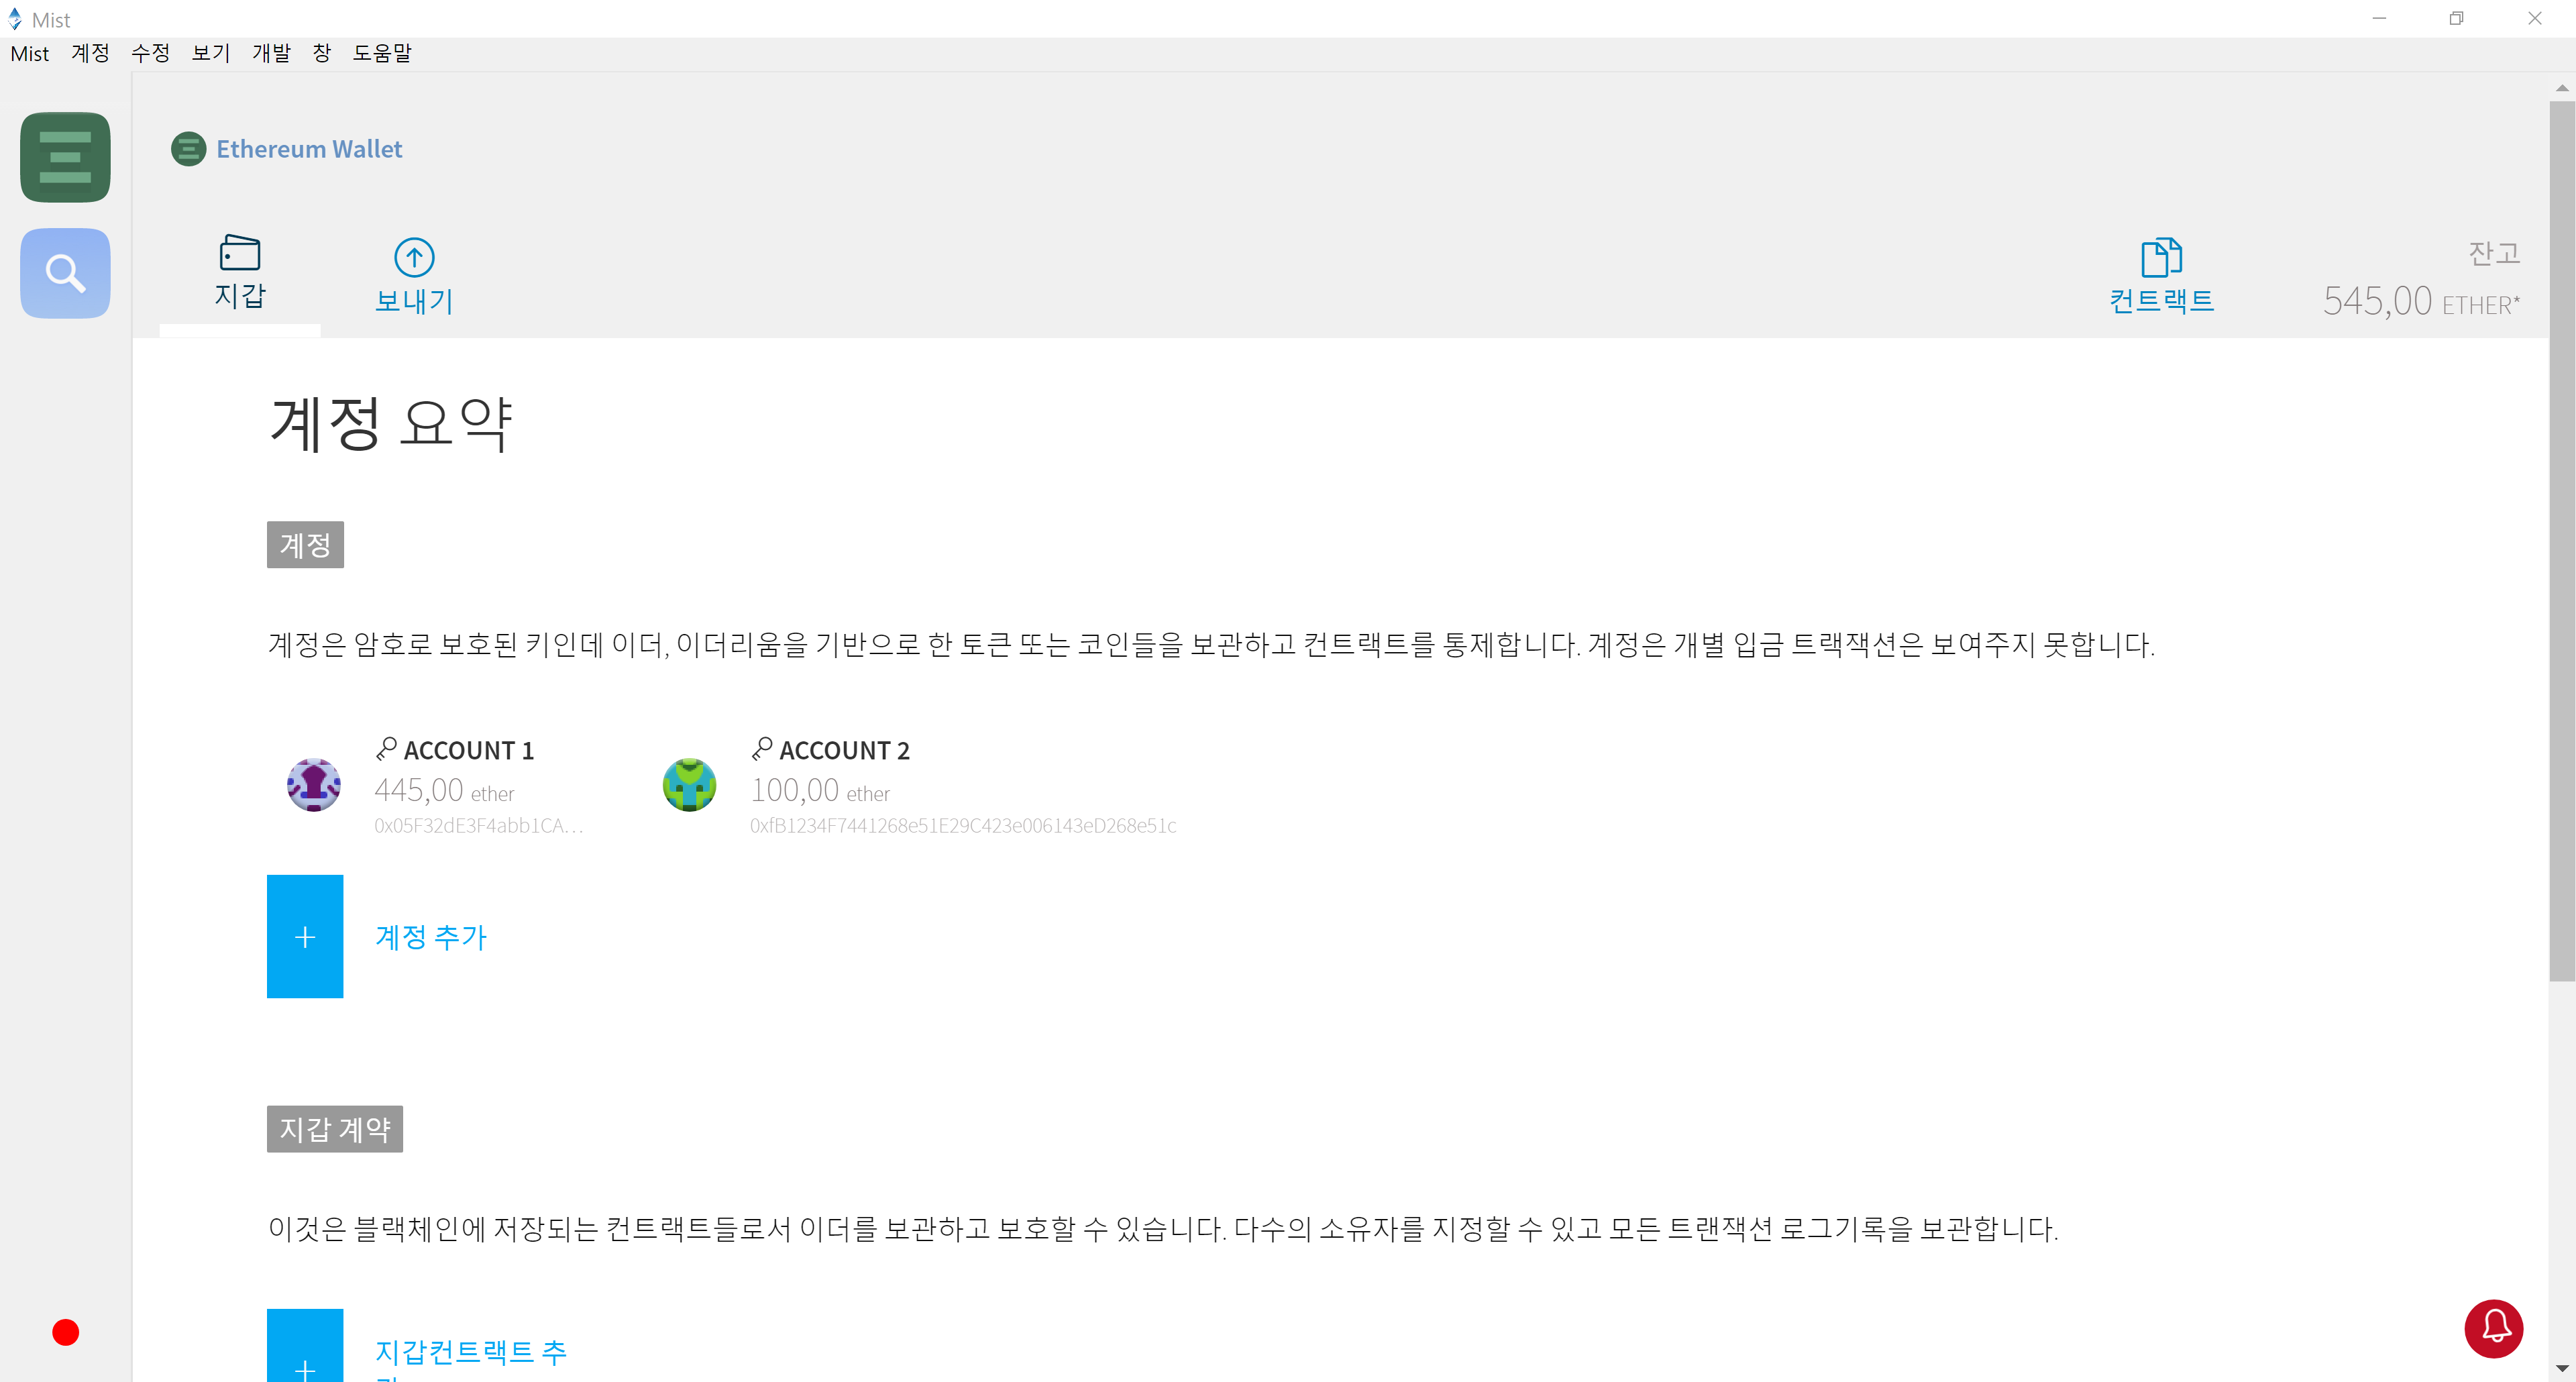 Mist
Mist 계정 수정 보기 개발 창 도움말
Ethereum Wallet
지갑
보내기
컨트랙트
잔고
545,00 ETHER*
계정 요약
계정
계정은 암호로 보호된 키인데 이더, 이더리움을 기반으로 한 토큰 또는 코인들을 보관하고 컨트랙트를 통제합니다. 계정은 개별 입금 트랙잭션은 보여주지 못합니다.
ACCOUNT 1
445,00 ether
0x05F32dE3F4abb1CA...
ACCOUNT 2
100,00 ether
0xfB1234F7441268e51E29C423e006143eD268e51c
계정 추가
지갑 계약
이것은 블랙체인에 저장되는 컨트랙트들로서 이더를 보관하고 보호할 수 있습니다. 다수의 소유자를 지정할 수 있고 모든 트랜잭션 로그기록을 보관합니다.
지갑컨트랙트 추